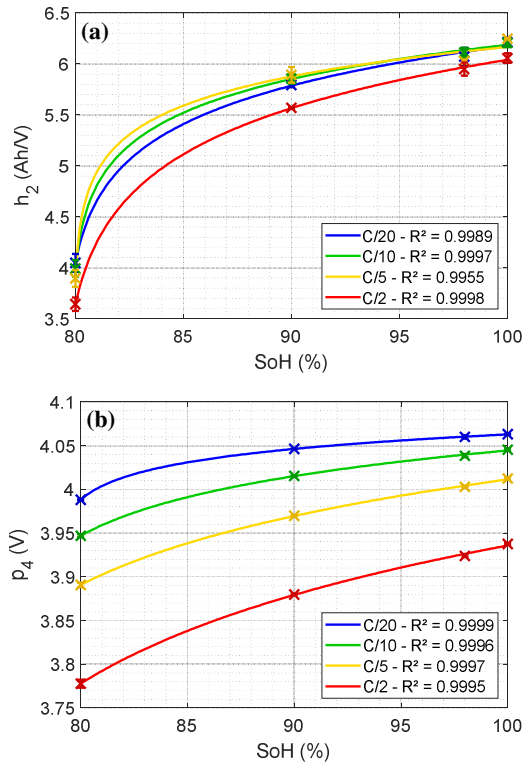 (a)
6.5
6
5.5
5
4.5
4
3.5
h2 (Ah/V)
C/20 - R² = 0.9989
C/10 - R² = 0.9997
C/5 - R² = 0.9955
C/2 - R² = 0.9998
80 85 90 95 100
SoH (%)
(b)
4.1
4.05
4
3.95
3.9
3.85
3.8
3.75
p4 (V)
C/20 - R² = 0.9999
C/10 - R² = 0.9996
C/5 - R² = 0.9997
C/2 - R² = 0.9995
80 85 90 95 100
SoH (%)